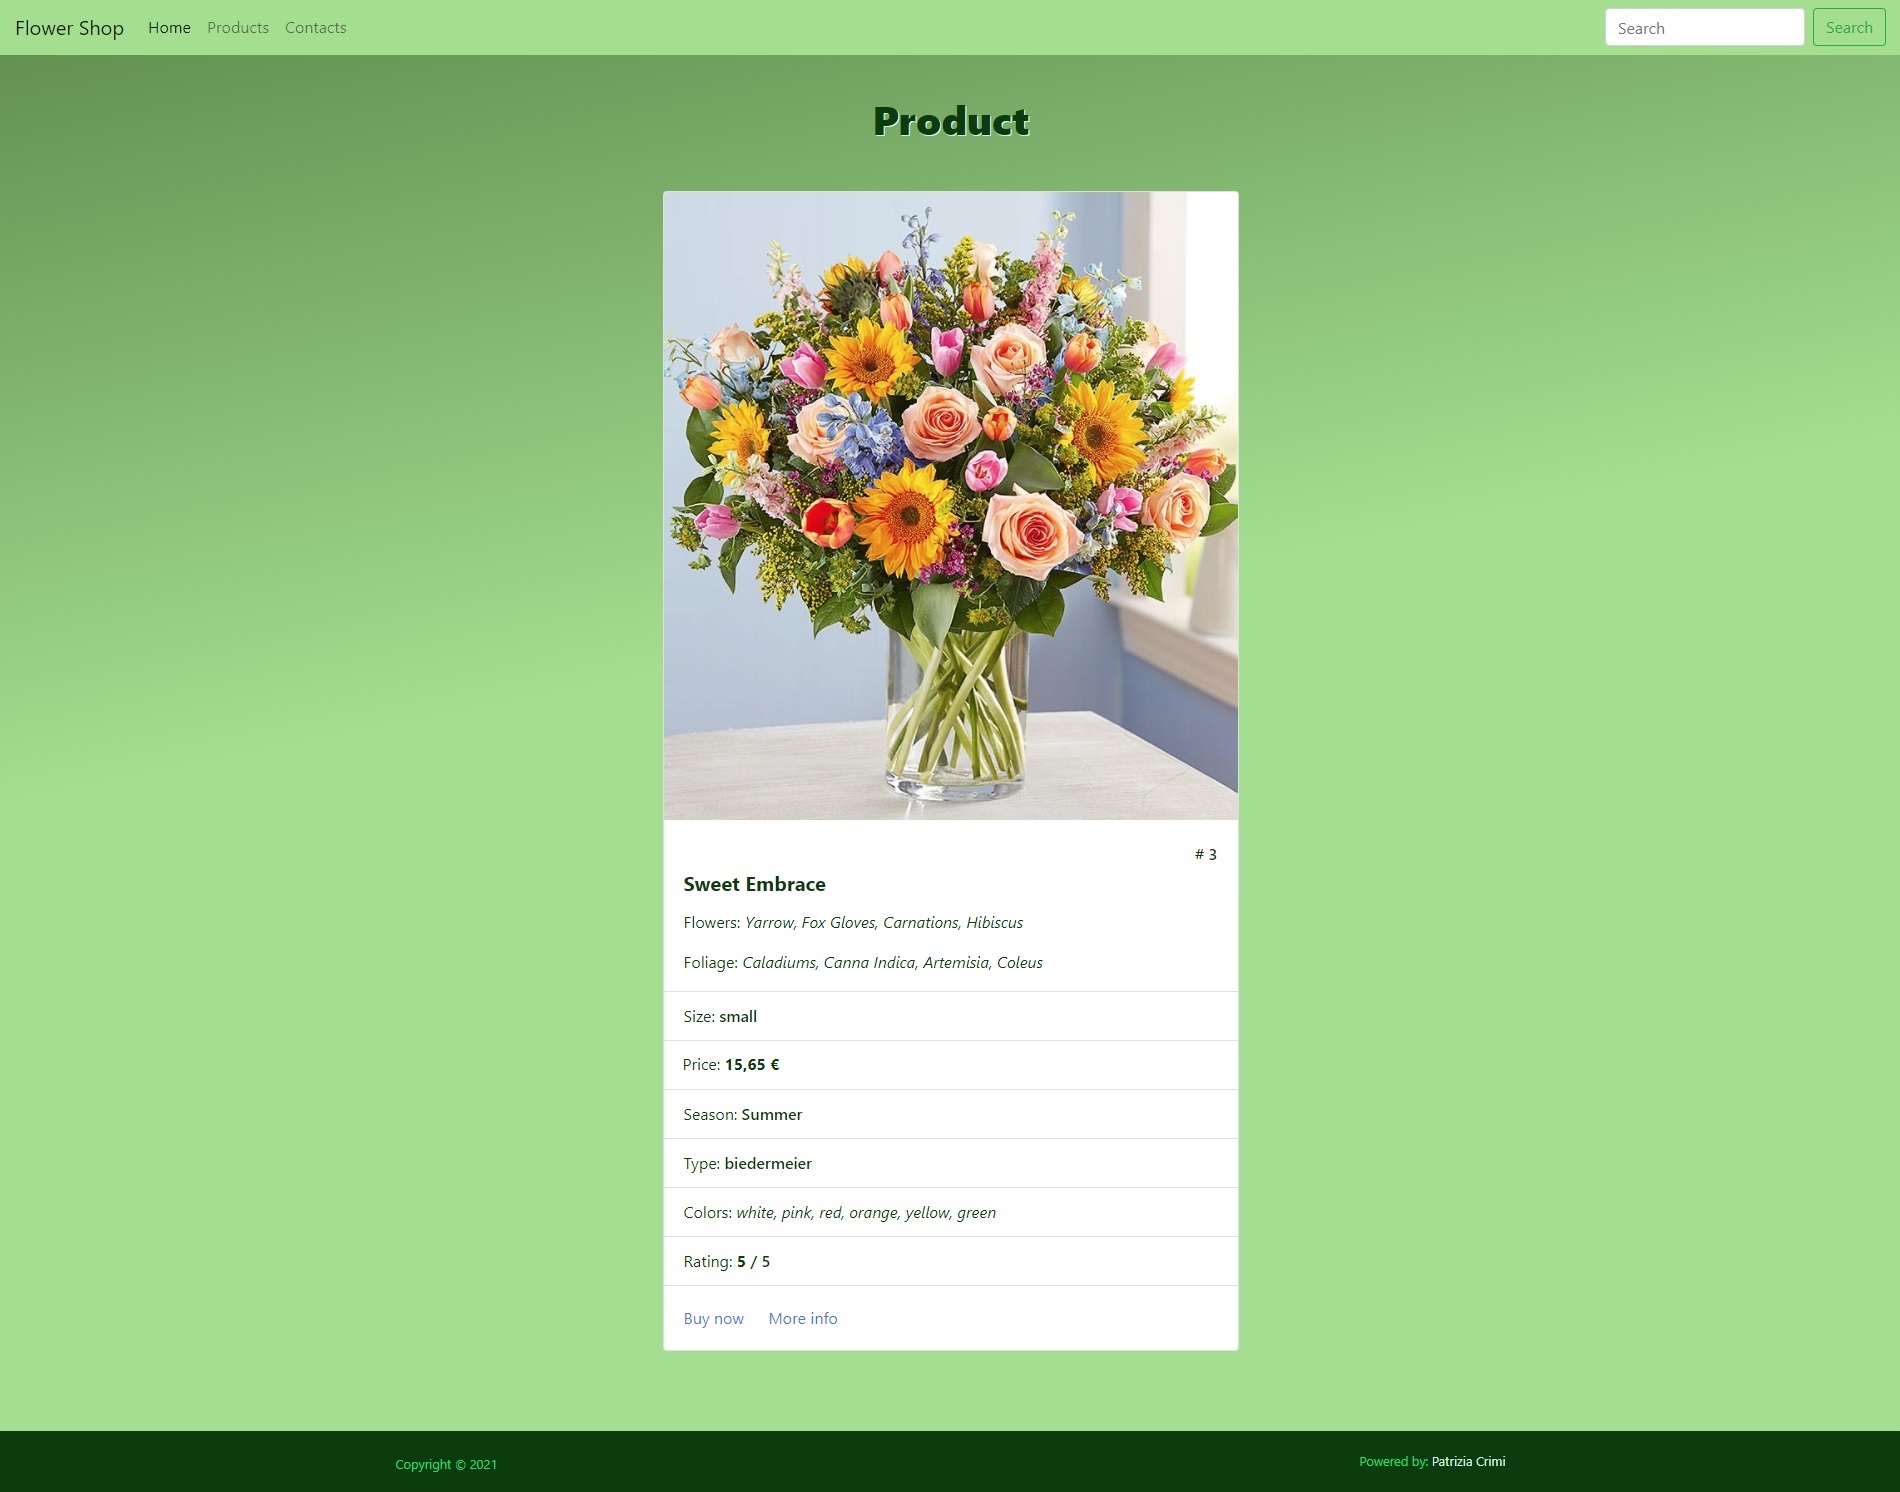 Flower Shop Home Products Contacts Search Search
Product
# 3
Sweet Embrace
Flowers: Yarrow, Fox Gloves, Carnations, Hibiscus
Foliage: Caladiums, Canna Indica, Artemisia, Coleus
Size: small
Price: 15,65 €
Season: Summer
Type: biedermeier
Colors: white, pink, red, orange, yellow, green
Rating: 5 / 5
Buy now More info
Copyright © 2021 Powered by: Patrizia Crimi